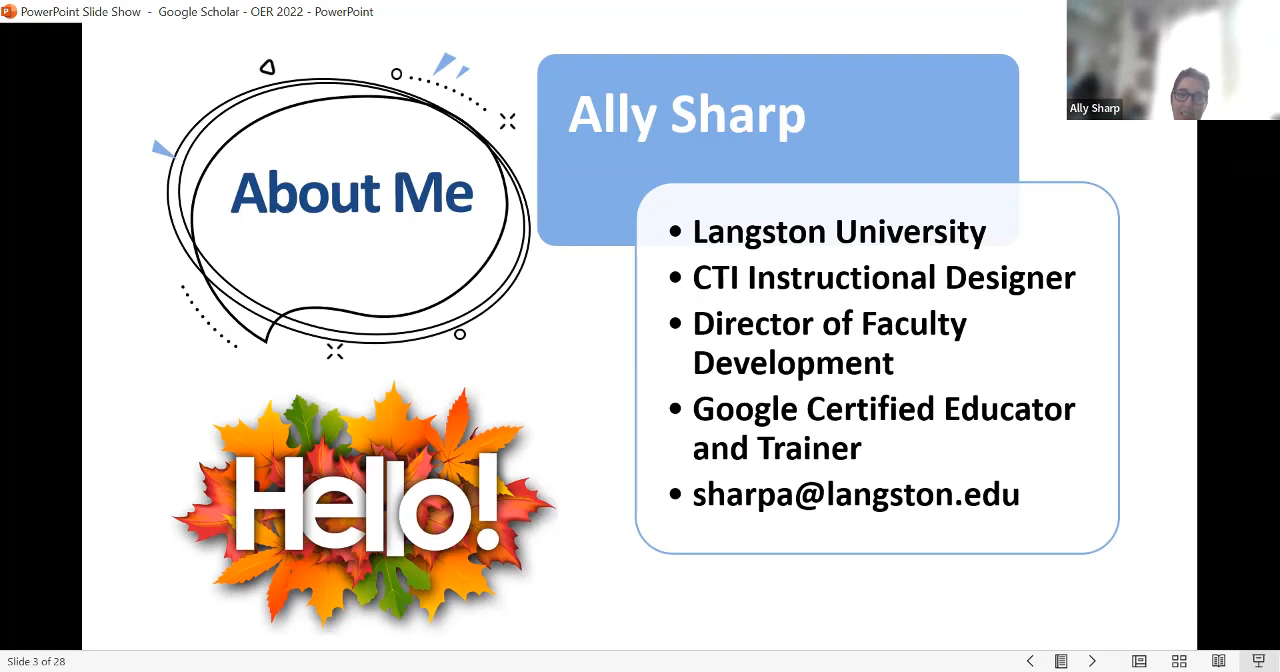 PowerPoint Slide Show - Google Scholar - OER 2022 - PowerPoint
Ally Sharp
About Me
Ally Sharp
• Langston University
• CTI Instructional Designer
• Director of Faculty
Development
• Google Certified Educator
and Trainer
• sharpa@langston.edu
Hello!
Slide 3 of 28